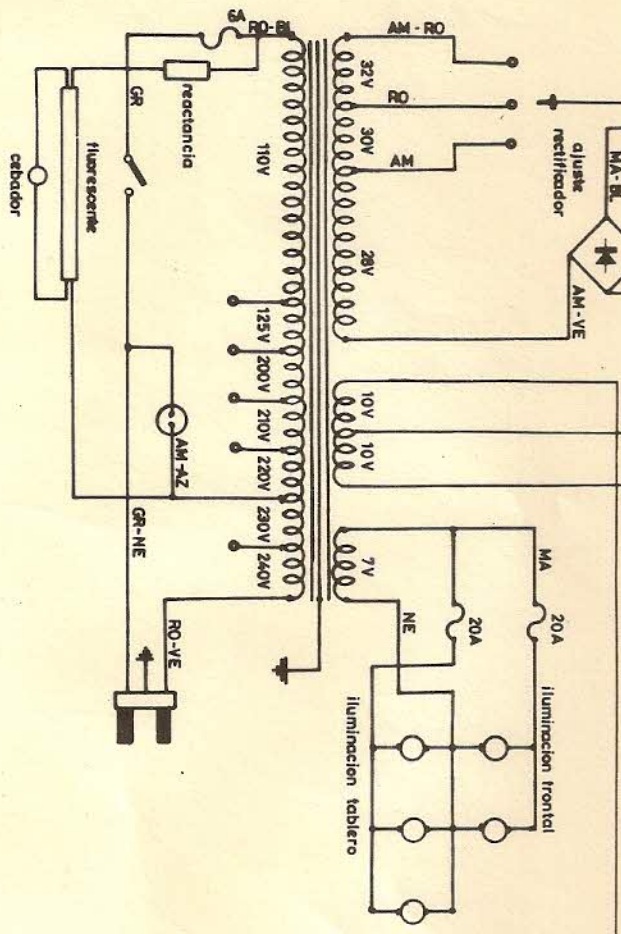 6A
RO-BL
AM-RO
32V
RO
30V
AM
28V
ajuste
rectificador
MA-BL
AM-VE
GR
reactancia
110V
fluorescente
cebador
125V
200V
210V
220V
230V
240V
AM-AZ
GR-NE
RO-VE
10V
10V
7V
NE
MA
20A
20A
iluminacion frontal
iluminacion tablero